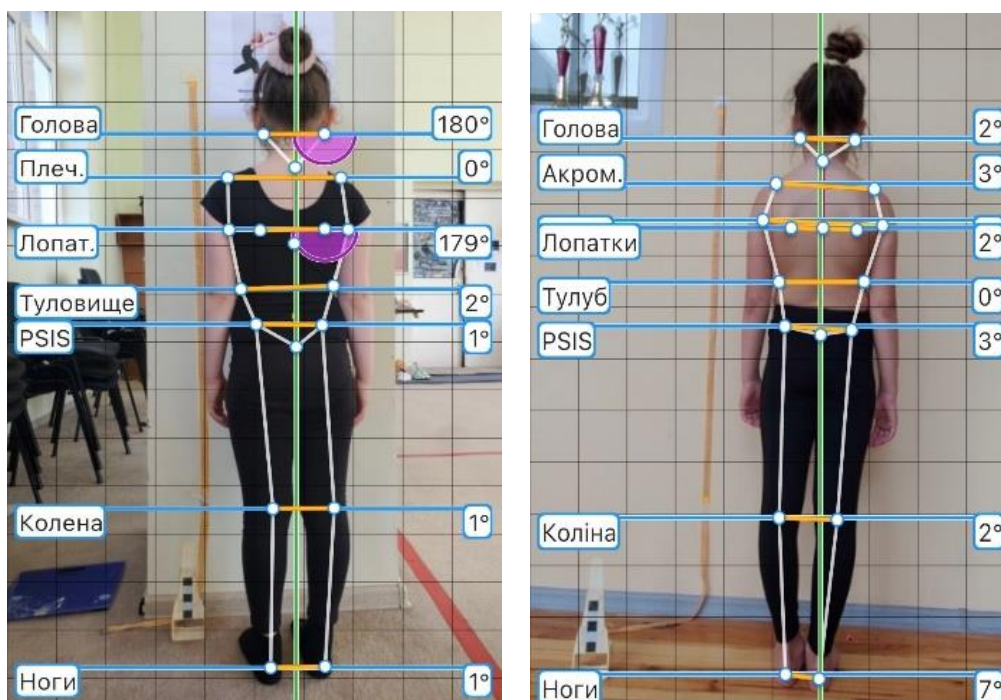 Голова 180°
Плеч. 0°
Лопат. 179°
Туловище 2°
PSIS 1°
Колена 1°
Ноги 1°
Голова 2°
Акром. 3°
Лопатки 2°
Тулуб 0°
PSIS 3°
Коліна 2°
Ноги 7°